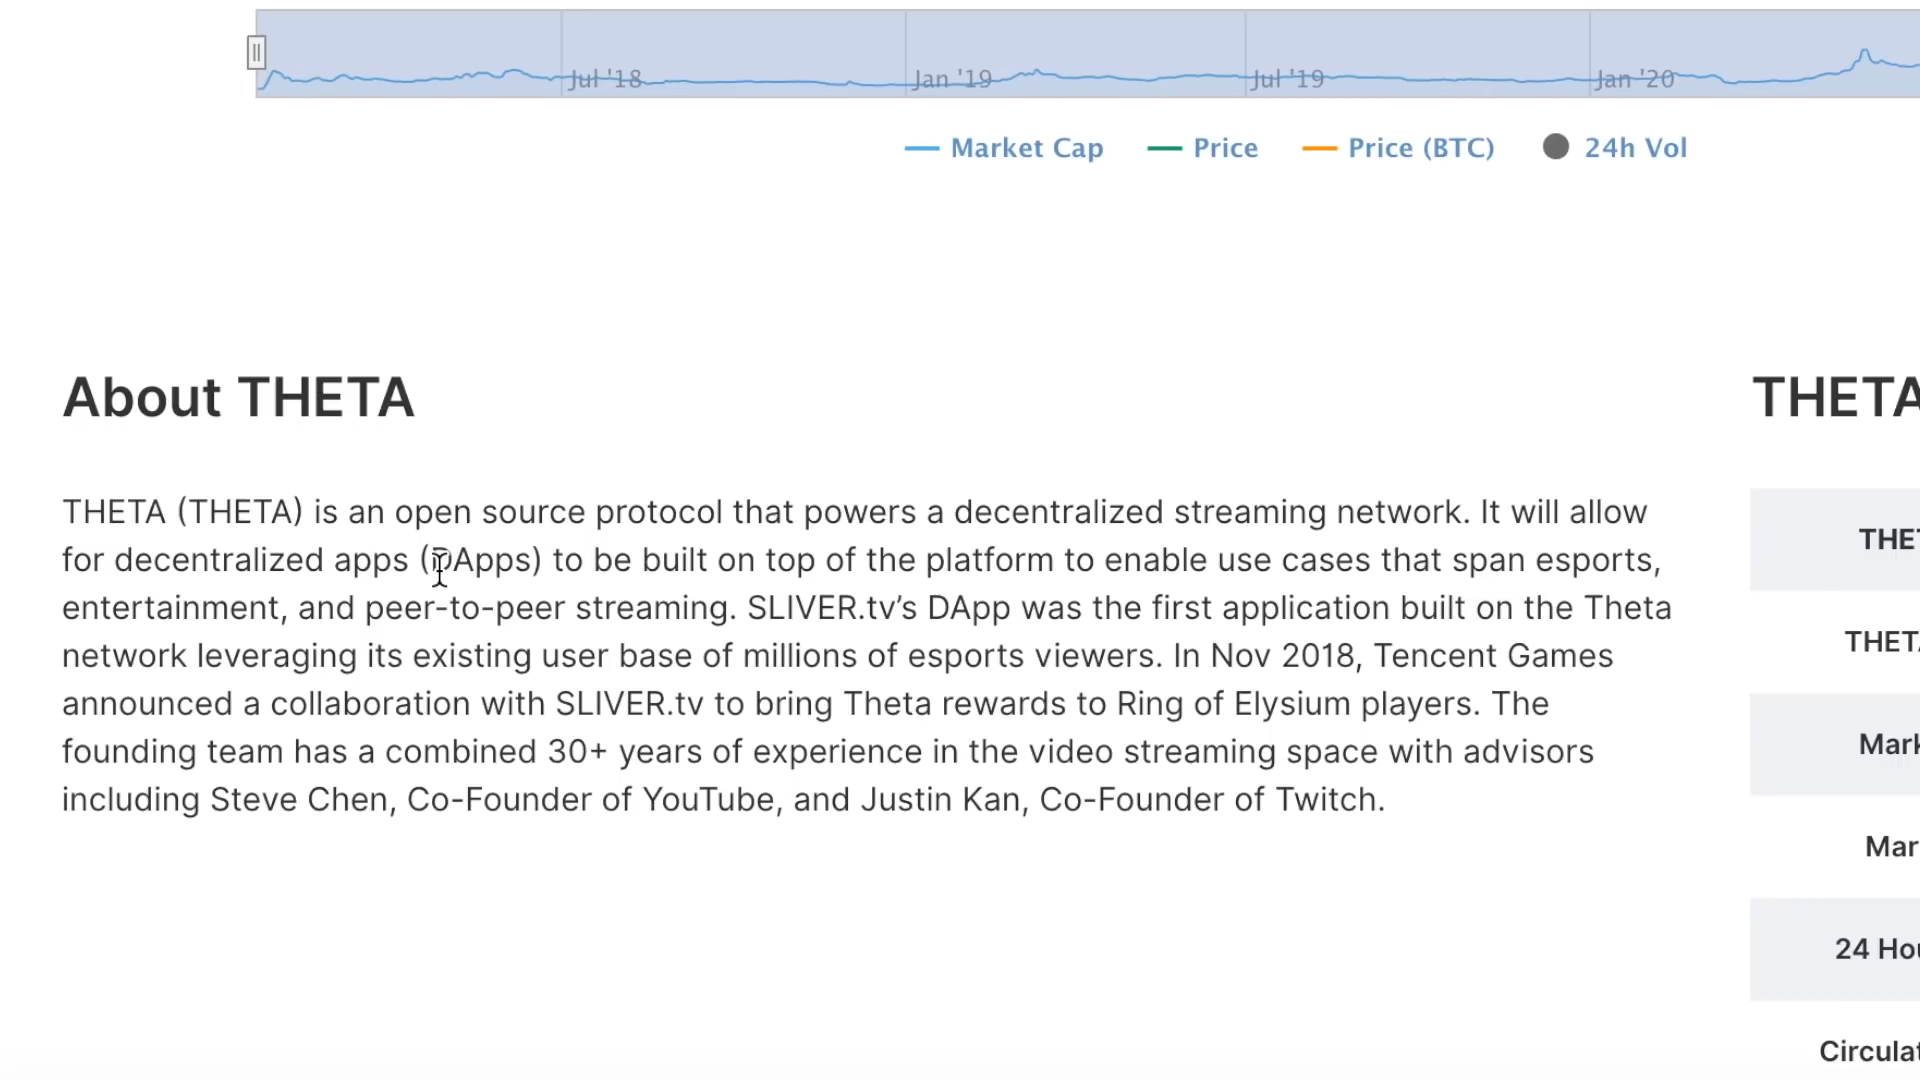 Jul '18 Jan '19 Jul '19 Jan '20
Market Cap Price Price (BTC) 24h Vol
About THETA
THETA (THETA) is an open source protocol that powers a decentralized streaming network. It will allow
for decentralized apps (DApps) to be built on top of the platform to enable use cases that span esports,
entertainment, and peer-to-peer streaming. SLIVER.tv’s DApp was the first application built on the Theta
network leveraging its existing user base of millions of esports viewers. In Nov 2018, Tencent Games
announced a collaboration with SLIVER.tv to bring Theta rewards to Ring of Elysium players. The
founding team has a combined 30+ years of experience in the video streaming space with advisors
including Steve Chen, Co-Founder of YouTube, and Justin Kan, Co-Founder of Twitch.
THETA
24